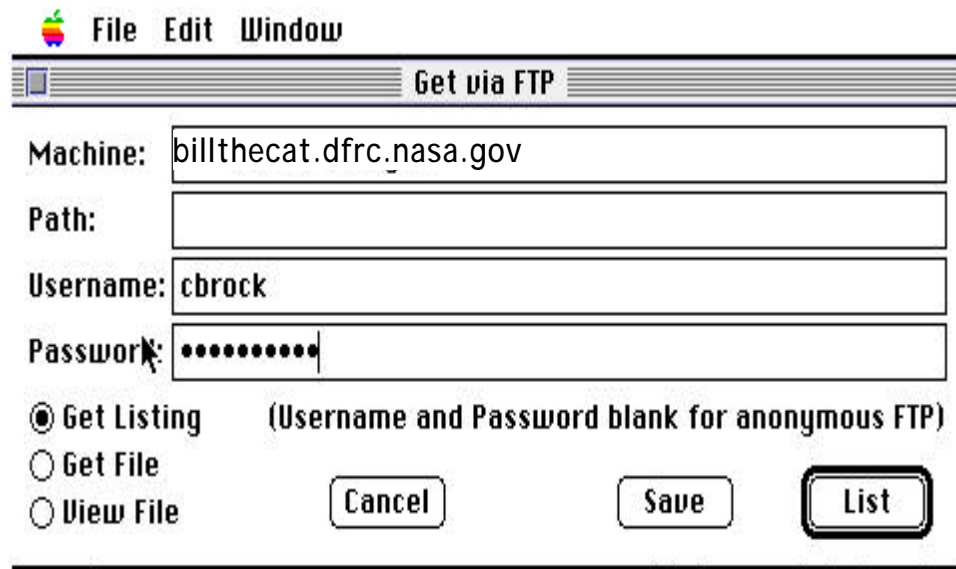 File Edit Window
Get via FTP
Machine: billthecat.dfrc.nasa.gov
Path:
Username: cbrock
Password: ••••••••••
Get Listing (Username and Password blank for anonymous FTP)
Get File
View File
Cancel Save List